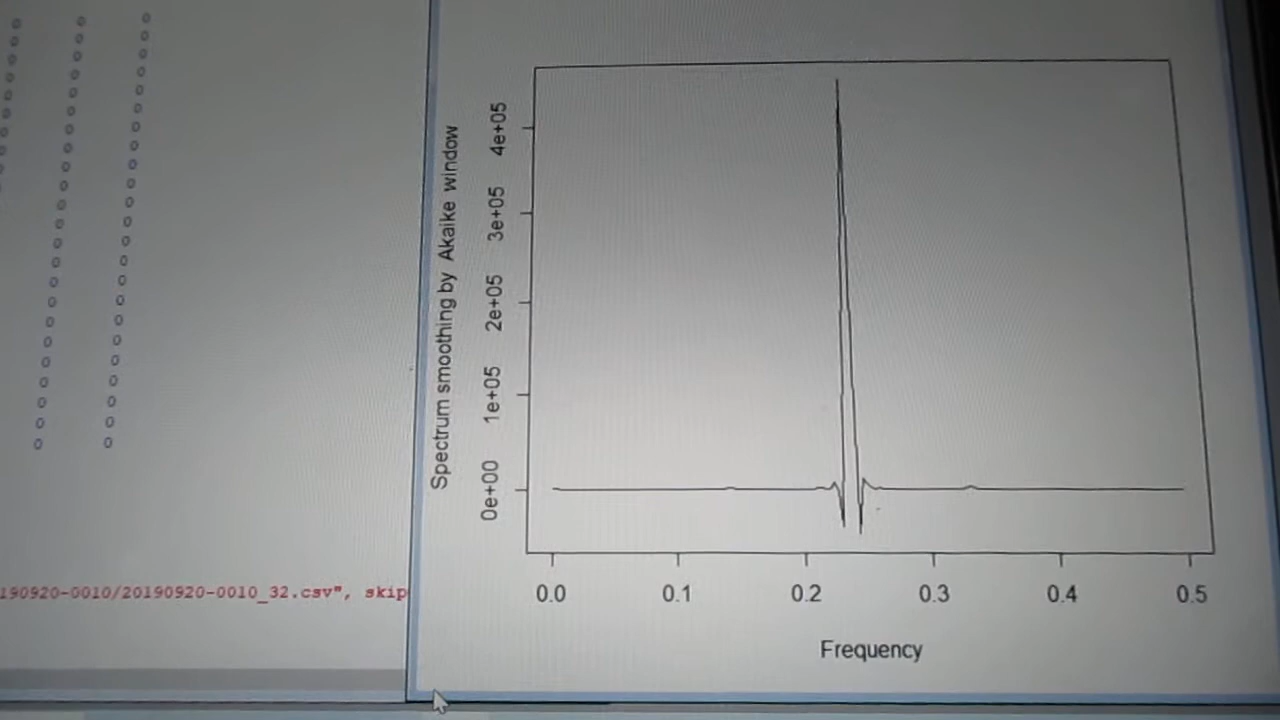 Spectrum smoothing by Akaike window
4e+05
3e+05
2e+05
1e+05
0e+00
0.0 0.1 0.2 0.3 0.4 0.5
Frequency
190920-0010/20190920-0010_32.csv", skip